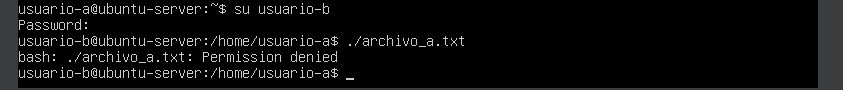 usuario-a@ubuntu-server:~$ su usuario-b
Password:
usuario-b@ubuntu-server:/home/usuario-a$ ./archivo_a.txt
bash: ./archivo_a.txt: Permission denied
usuario-b@ubuntu-server:/home/usuario-a$ _